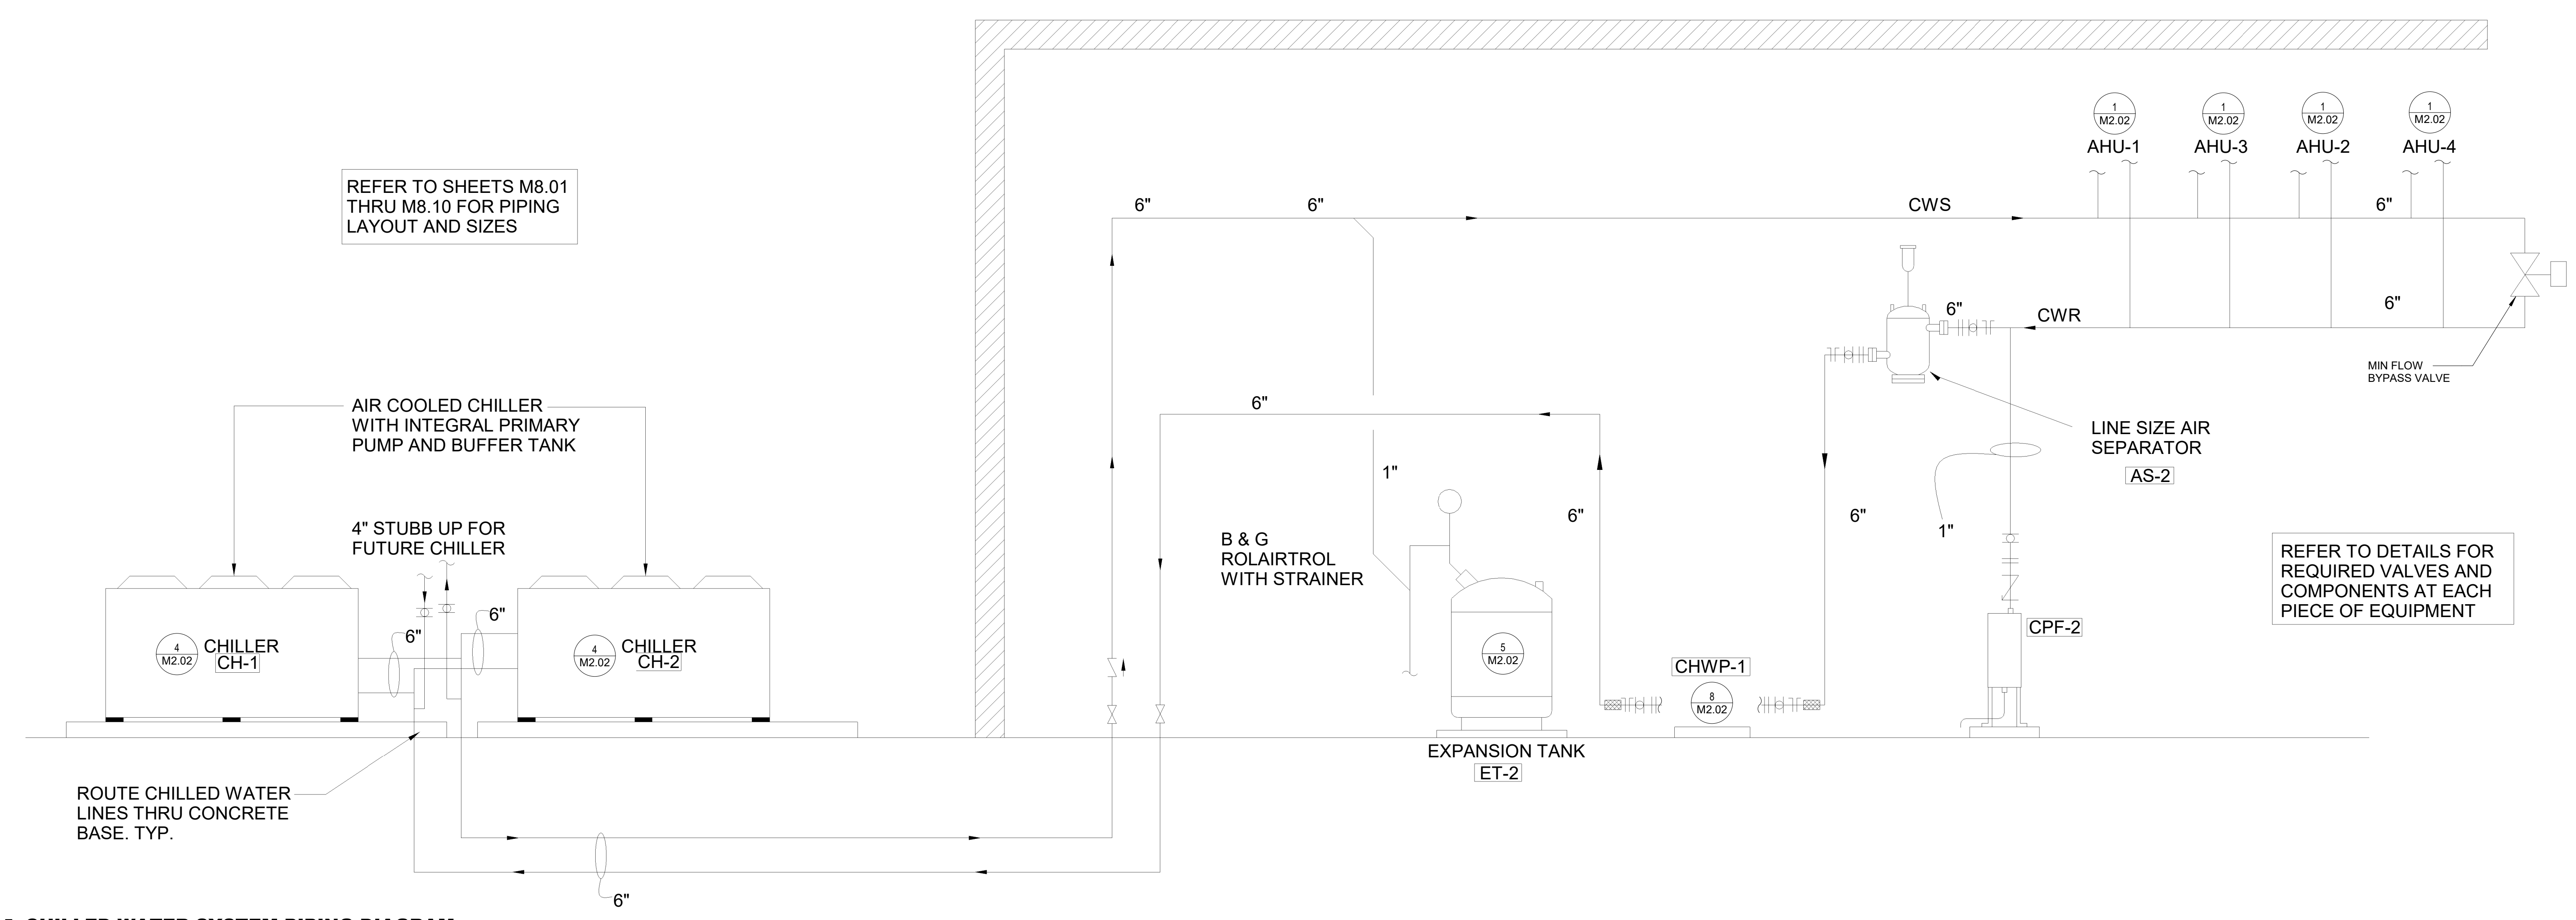 1
M2.02
1
M2.02
1
M2.02
1
M2.02
AHU-1
AHU-3
AHU-2
AHU-4
REFER TO SHEETS M8.01
THRU M8.10 FOR PIPING
LAYOUT AND SIZES
6"
6"
CWS
6"
6"
CWR
6"
MIN FLOW
BYPASS VALVE
AIR COOLED CHILLER
WITH INTEGRAL PRIMARY
PUMP AND BUFFER TANK
6"
LINE SIZE AIR
SEPARATOR
AS-2
1"
4" STUBB UP FOR
FUTURE CHILLER
B & G
ROLAIRTROL
WITH STRAINER
6"
6"
1"
REFER TO DETAILS FOR
REQUIRED VALVES AND
COMPONENTS AT EACH
PIECE OF EQUIPMENT
4
M2.02
CHILLER
CH-1
6"
6"
4
M2.02
CHILLER
CH-2
5
M2.02
CHWP-1
8
M2.02
CPF-2
EXPANSION TANK
ET-2
ROUTE CHILLED WATER
LINES THRU CONCRETE
BASE. TYP.
6"
CHILLED WATER SYSTEM PIPING DIAGRAM